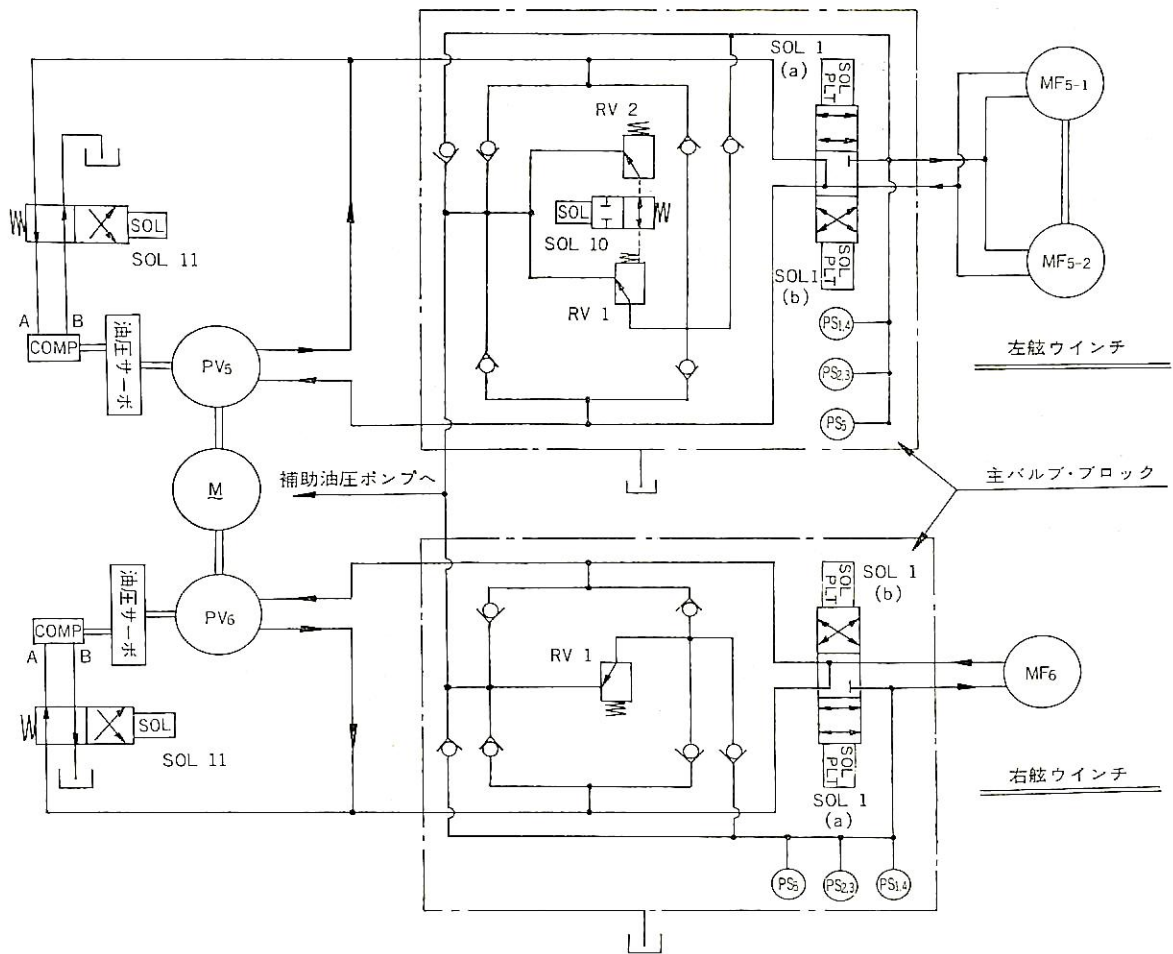 SOL 1
(a)
SOL
PLT
RV 2
SOL
SOL 10
RV 1
SOL1
(b)
SOL
PLT
MF5-1
MF5-2
左舷ウインチ
PS1,4
PS2,3
PS5
SOL
SOL 11
A
B
COMP
油圧サーボ
PV5
M
補助油圧ポンプへ
主バルブ・ブロック
油圧サーボ
PV6
COMP
A
B
SOL
SOL 11
RV 1
SOL
PLT
SOL 1
(b)
MF6
SOL
PLT
SOL 1
(a)
右舷ウインチ
PS5
PS2,3
PS1,4